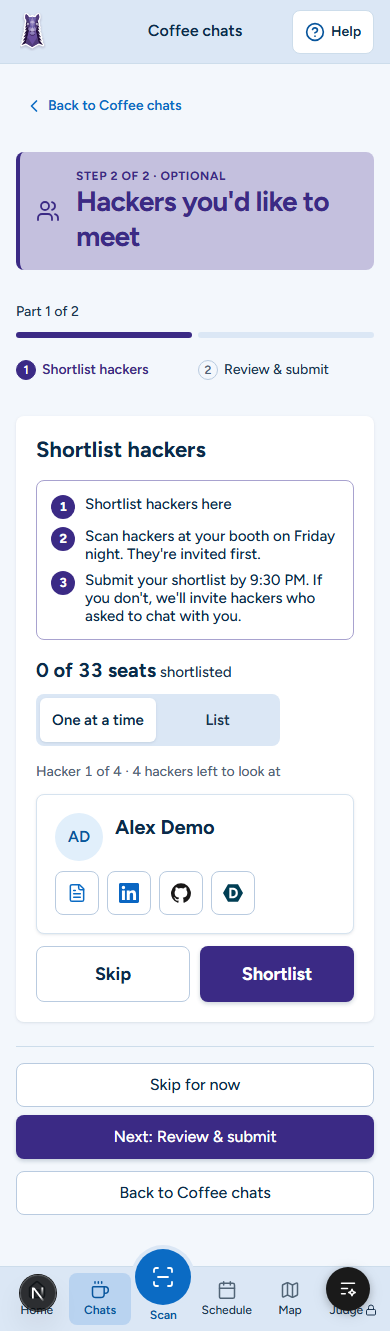 Coffee chats
Help
Back to Coffee chats
STEP 2 OF 2 · OPTIONAL
Hackers you'd like to
meet
Part 1 of 2
1 Shortlist hackers
2 Review & submit
Shortlist hackers
1 Shortlist hackers here
2 Scan hackers at your booth on Friday
night. They're invited first.
3 Submit your shortlist by 9:30 PM. If
you don't, we'll invite hackers who
asked to chat with you.
0 of 33 seats shortlisted
One at a time
List
Hacker 1 of 4 · 4 hackers left to look at
AD
Alex Demo
in
D
Skip
Shortlist
Skip for now
Next: Review & submit
Back to Coffee chats
N
Home
Chats
Scan
Schedule
Map
Judge